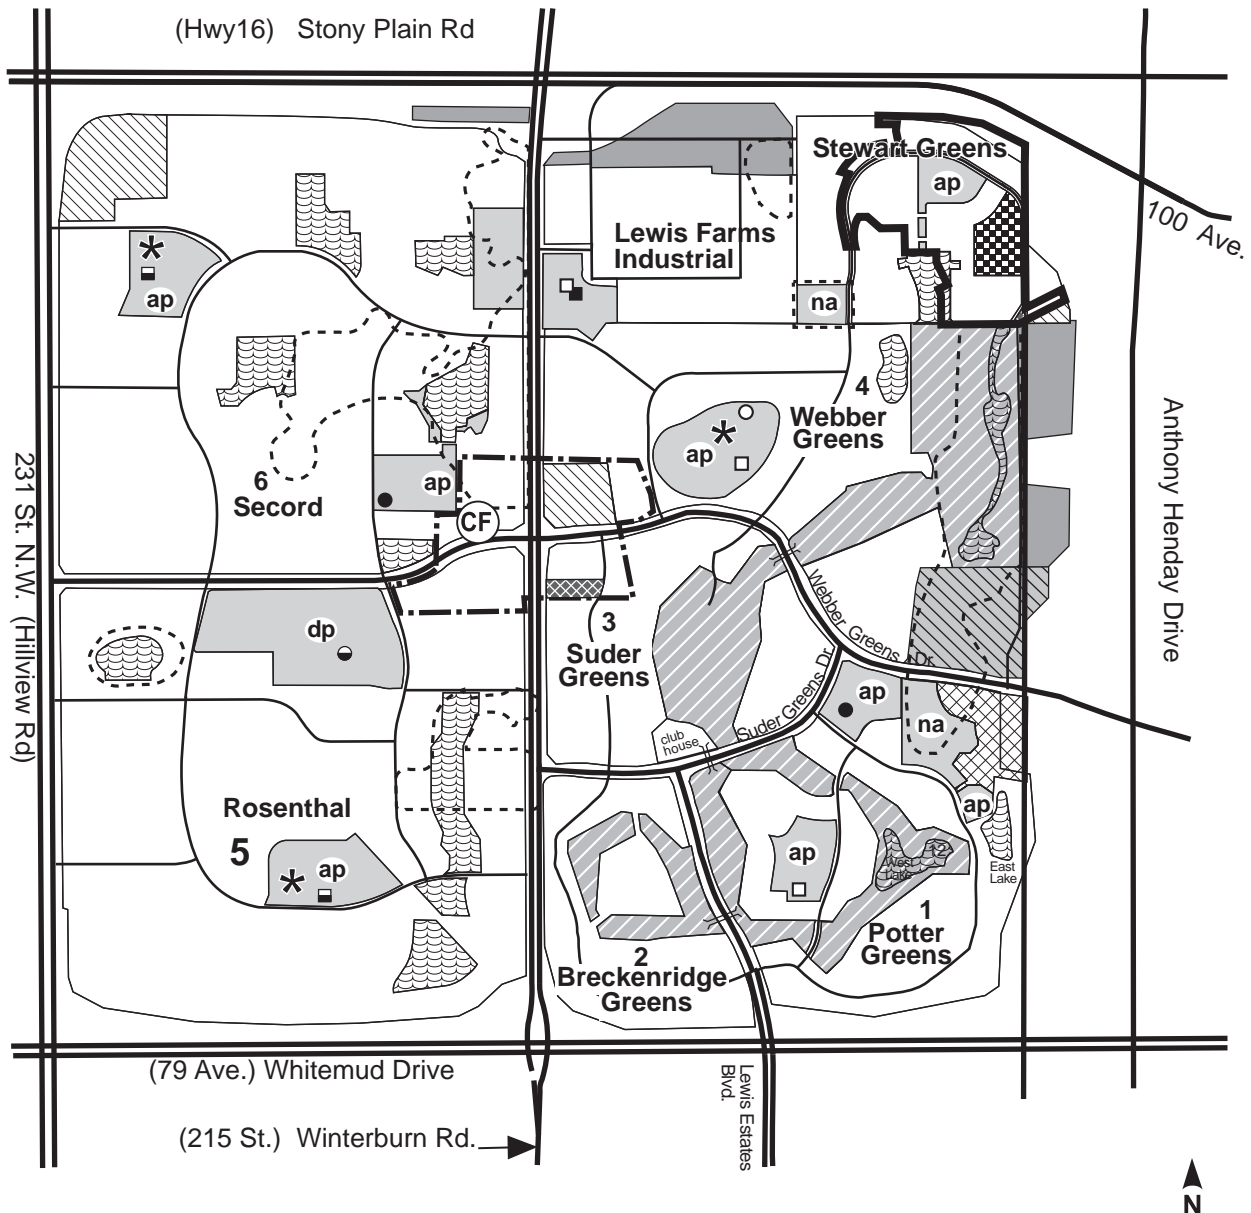 (Hwy16) Stony Plain Rd
Stewart Greens
ap
100 Ave.
Lewis Farms
Industrial
ap
na
4
Webber
Greens
ap
Anthony Henday Drive
231 St. N.W. (Hillview Rd)
6
Secord
ap
CF
Webber Greens Dr.
3
Suder
Greens
dp
Suder Greens Dr.
ap
na
club
house
ap
Rosenthal
5
ap
ap
West
Lake
12
East
Lake
1
Potter
Greens
2
Breckenridge
Greens
(79 Ave.) Whitemud Drive
Lewis Estates
Blvd.
(215 St.) Winterburn Rd.
N